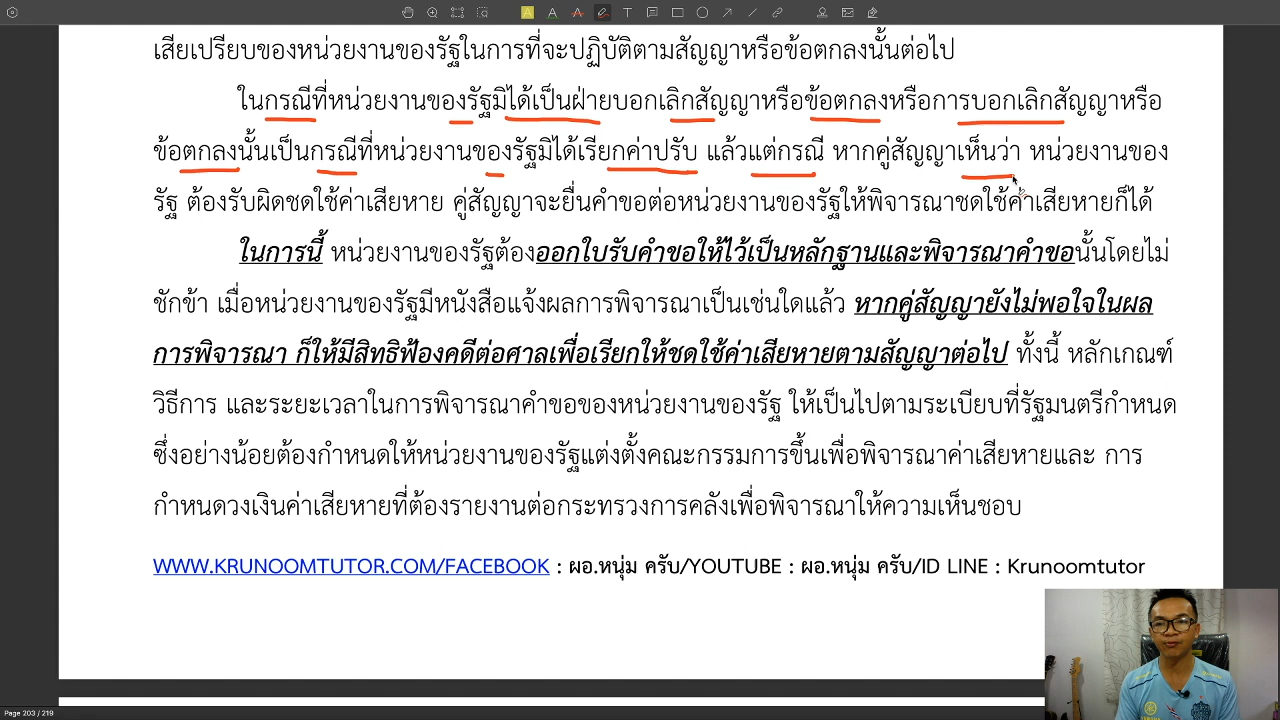 เสียเปรียบของหน่วยงานของรัฐในการที่จะปฏิบัติตามสัญญาหรือข้อตกลงนั้นต่อไป
ในกรณีที่หน่วยงานของรัฐมิได้เป็นฝ่ายบอกเลิกสัญญาหรือข้อตกลงหรือการบอกเลิกสัญญาหรือ
ข้อตกลงนั้นเป็นกรณีที่หน่วยงานของรัฐมิได้เรียกค่าปรับ แล้วแต่กรณี หากคู่สัญญาเห็นว่า หน่วยงานของ
รัฐ ต้องรับผิดชดใช้ค่าเสียหาย คู่สัญญาจะยื่นคำขอต่อหน่วยงานของรัฐให้พิจารณาชดใช้ค่าเสียหายก็ได้
ในการนี้ หน่วยงานของรัฐต้องออกใบรับคำขอให้ไว้เป็นหลักฐานและพิจารณาคำขอนั้นโดยไม่
ชักข้า เมื่อหน่วยงานของรัฐมีหนังสือแจ้งผลการพิจารณาเป็นเช่นใดแล้ว หากคู่สัญญายังไม่พอใจในผล
การพิจารณา ก็ให้มีสิทธิฟ้องคดีต่อศาลเพื่อเรียกให้ชดใช้ค่าเสียหายตามสัญญาต่อไป ทั้งนี้ หลักเกณฑ์
วิธีการ และระยะเวลาในการพิจารณาคำขอของหน่วยงานของรัฐ ให้เป็นไปตามระเบียบที่รัฐมนตรีกำหนด
ซึ่งอย่างน้อยต้องกำหนดให้หน่วยงานของรัฐแต่งตั้งคณะกรรมการขึ้นเพื่อพิจารณาค่าเสียหายและ การ
กำหนดวงเงินค่าเสียหายที่ต้องรายงานต่อกระทรวงการคลังเพื่อพิจารณาให้ความเห็นชอบ
WWW.KRUNOOMTUTOR.COM/FACEBOOK : ผอ.หนุ่ม ครับ/YOUTUBE : ผอ.หนุ่ม ครับ/ID LINE : Krunoomtutor
Page 203 / 219